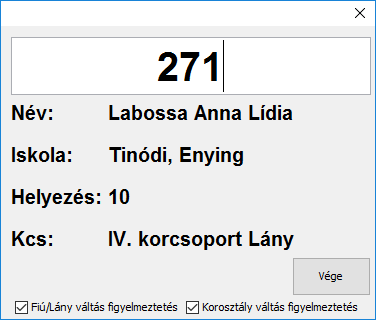 271
Név: Labossa Anna Lídia
Iskola: Tinódi, Enying
Helyezés: 10
Kcs: IV. korcsoport Lány
Vége
Fiú/Lány váltás figyelmeztetés Korosztály váltás figyelmeztetés